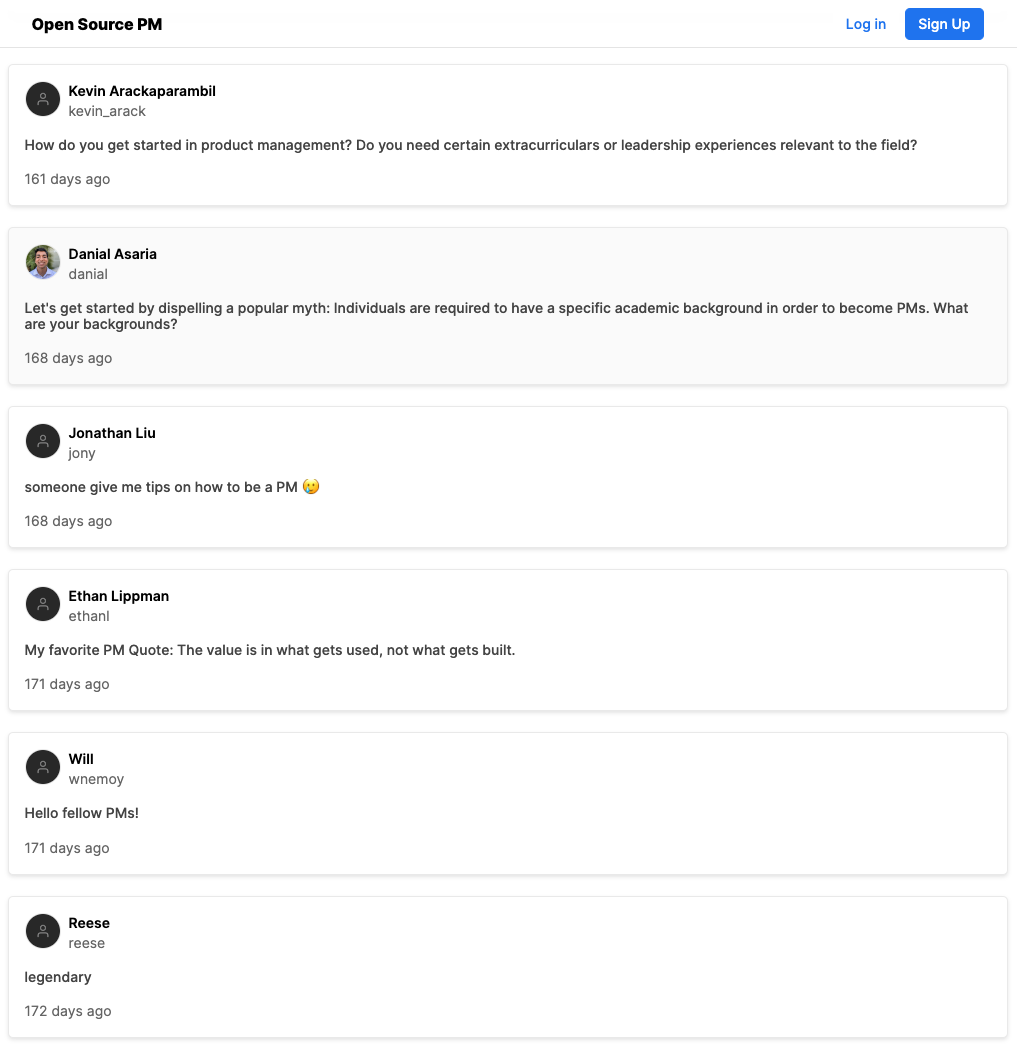 Open Source PM
Log in
Sign Up
Kevin Arackaparambil
kevin_arack
How do you get started in product management? Do you need certain extracurriculars or leadership experiences relevant to the field?
161 days ago
Danial Asaria
danial
Let's get started by dispelling a popular myth: Individuals are required to have a specific academic background in order to become PMs. What
are your backgrounds?
168 days ago
Jonathan Liu
jony
someone give me tips on how to be a PM 🥲
168 days ago
Ethan Lippman
ethanl
My favorite PM Quote: The value is in what gets used, not what gets built.
171 days ago
Will
wnemoy
Hello fellow PMs!
171 days ago
Reese
reese
legendary
172 days ago